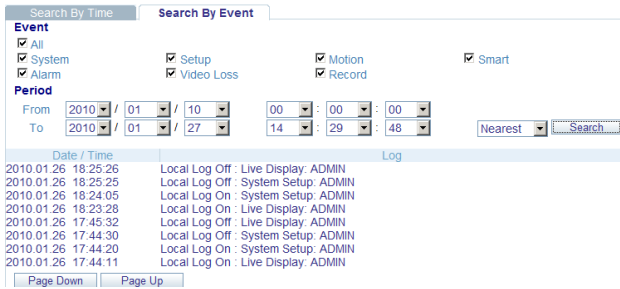 Search By Time Search By Event
Event
All
System Setup Motion Smart
Alarm Video Loss Record
Period
From 2010 / 01 / 10 00 : 00 : 00
To 2010 / 01 / 27 14 : 29 : 48 Nearest Search
Date / Time Log
2010.01.26 18:25:26 Local Log Off : Live Display: ADMIN
2010.01.26 18:25:25 Local Log Off : System Setup: ADMIN
2010.01.26 18:24:05 Local Log On : System Setup: ADMIN
2010.01.26 18:23:28 Local Log On : Live Display: ADMIN
2010.01.26 17:45:32 Local Log Off : Live Display: ADMIN
2010.01.26 17:44:30 Local Log Off : System Setup: ADMIN
2010.01.26 17:44:20 Local Log On : System Setup: ADMIN
2010.01.26 17:44:11 Local Log On : Live Display: ADMIN
Page Down Page Up